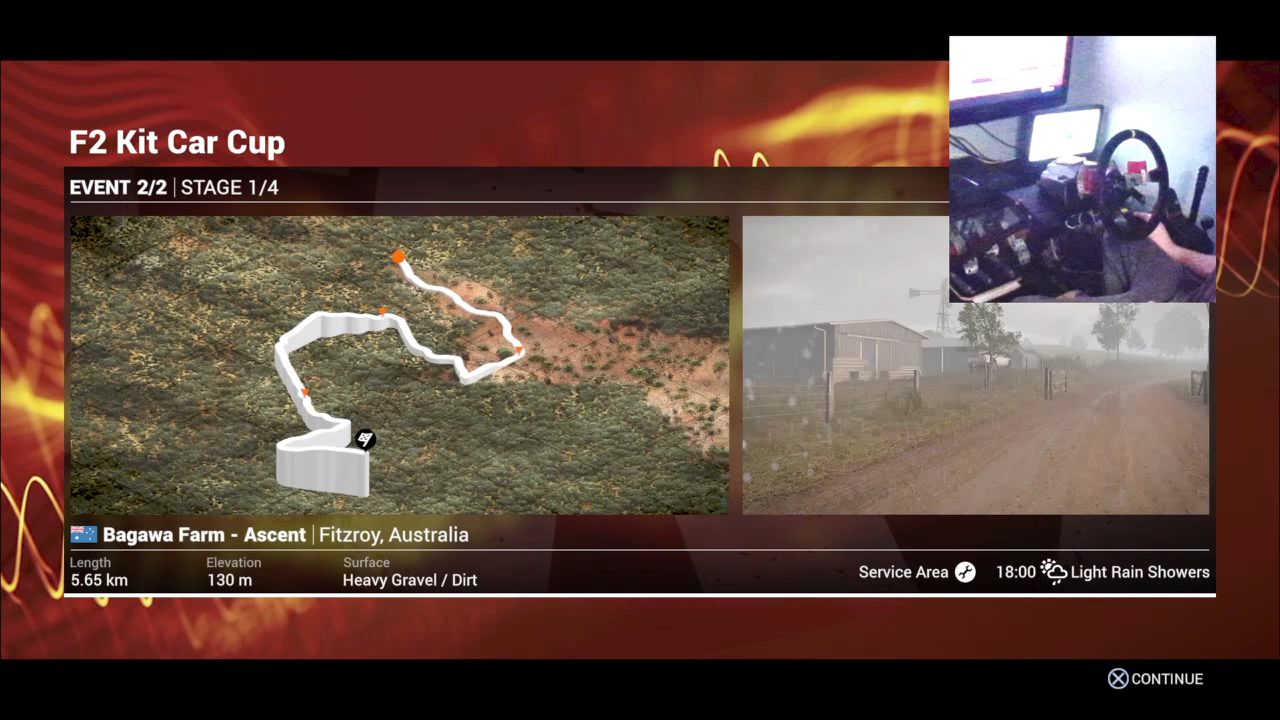 F2 Kit Car Cup
EVENT 2/2 | STAGE 1/4
Bagawa Farm - Ascent | Fitzroy, Australia
Length Elevation Surface
5.65 km 130 m Heavy Gravel / Dirt
Service Area 18:00 Light Rain Showers
CONTINUE